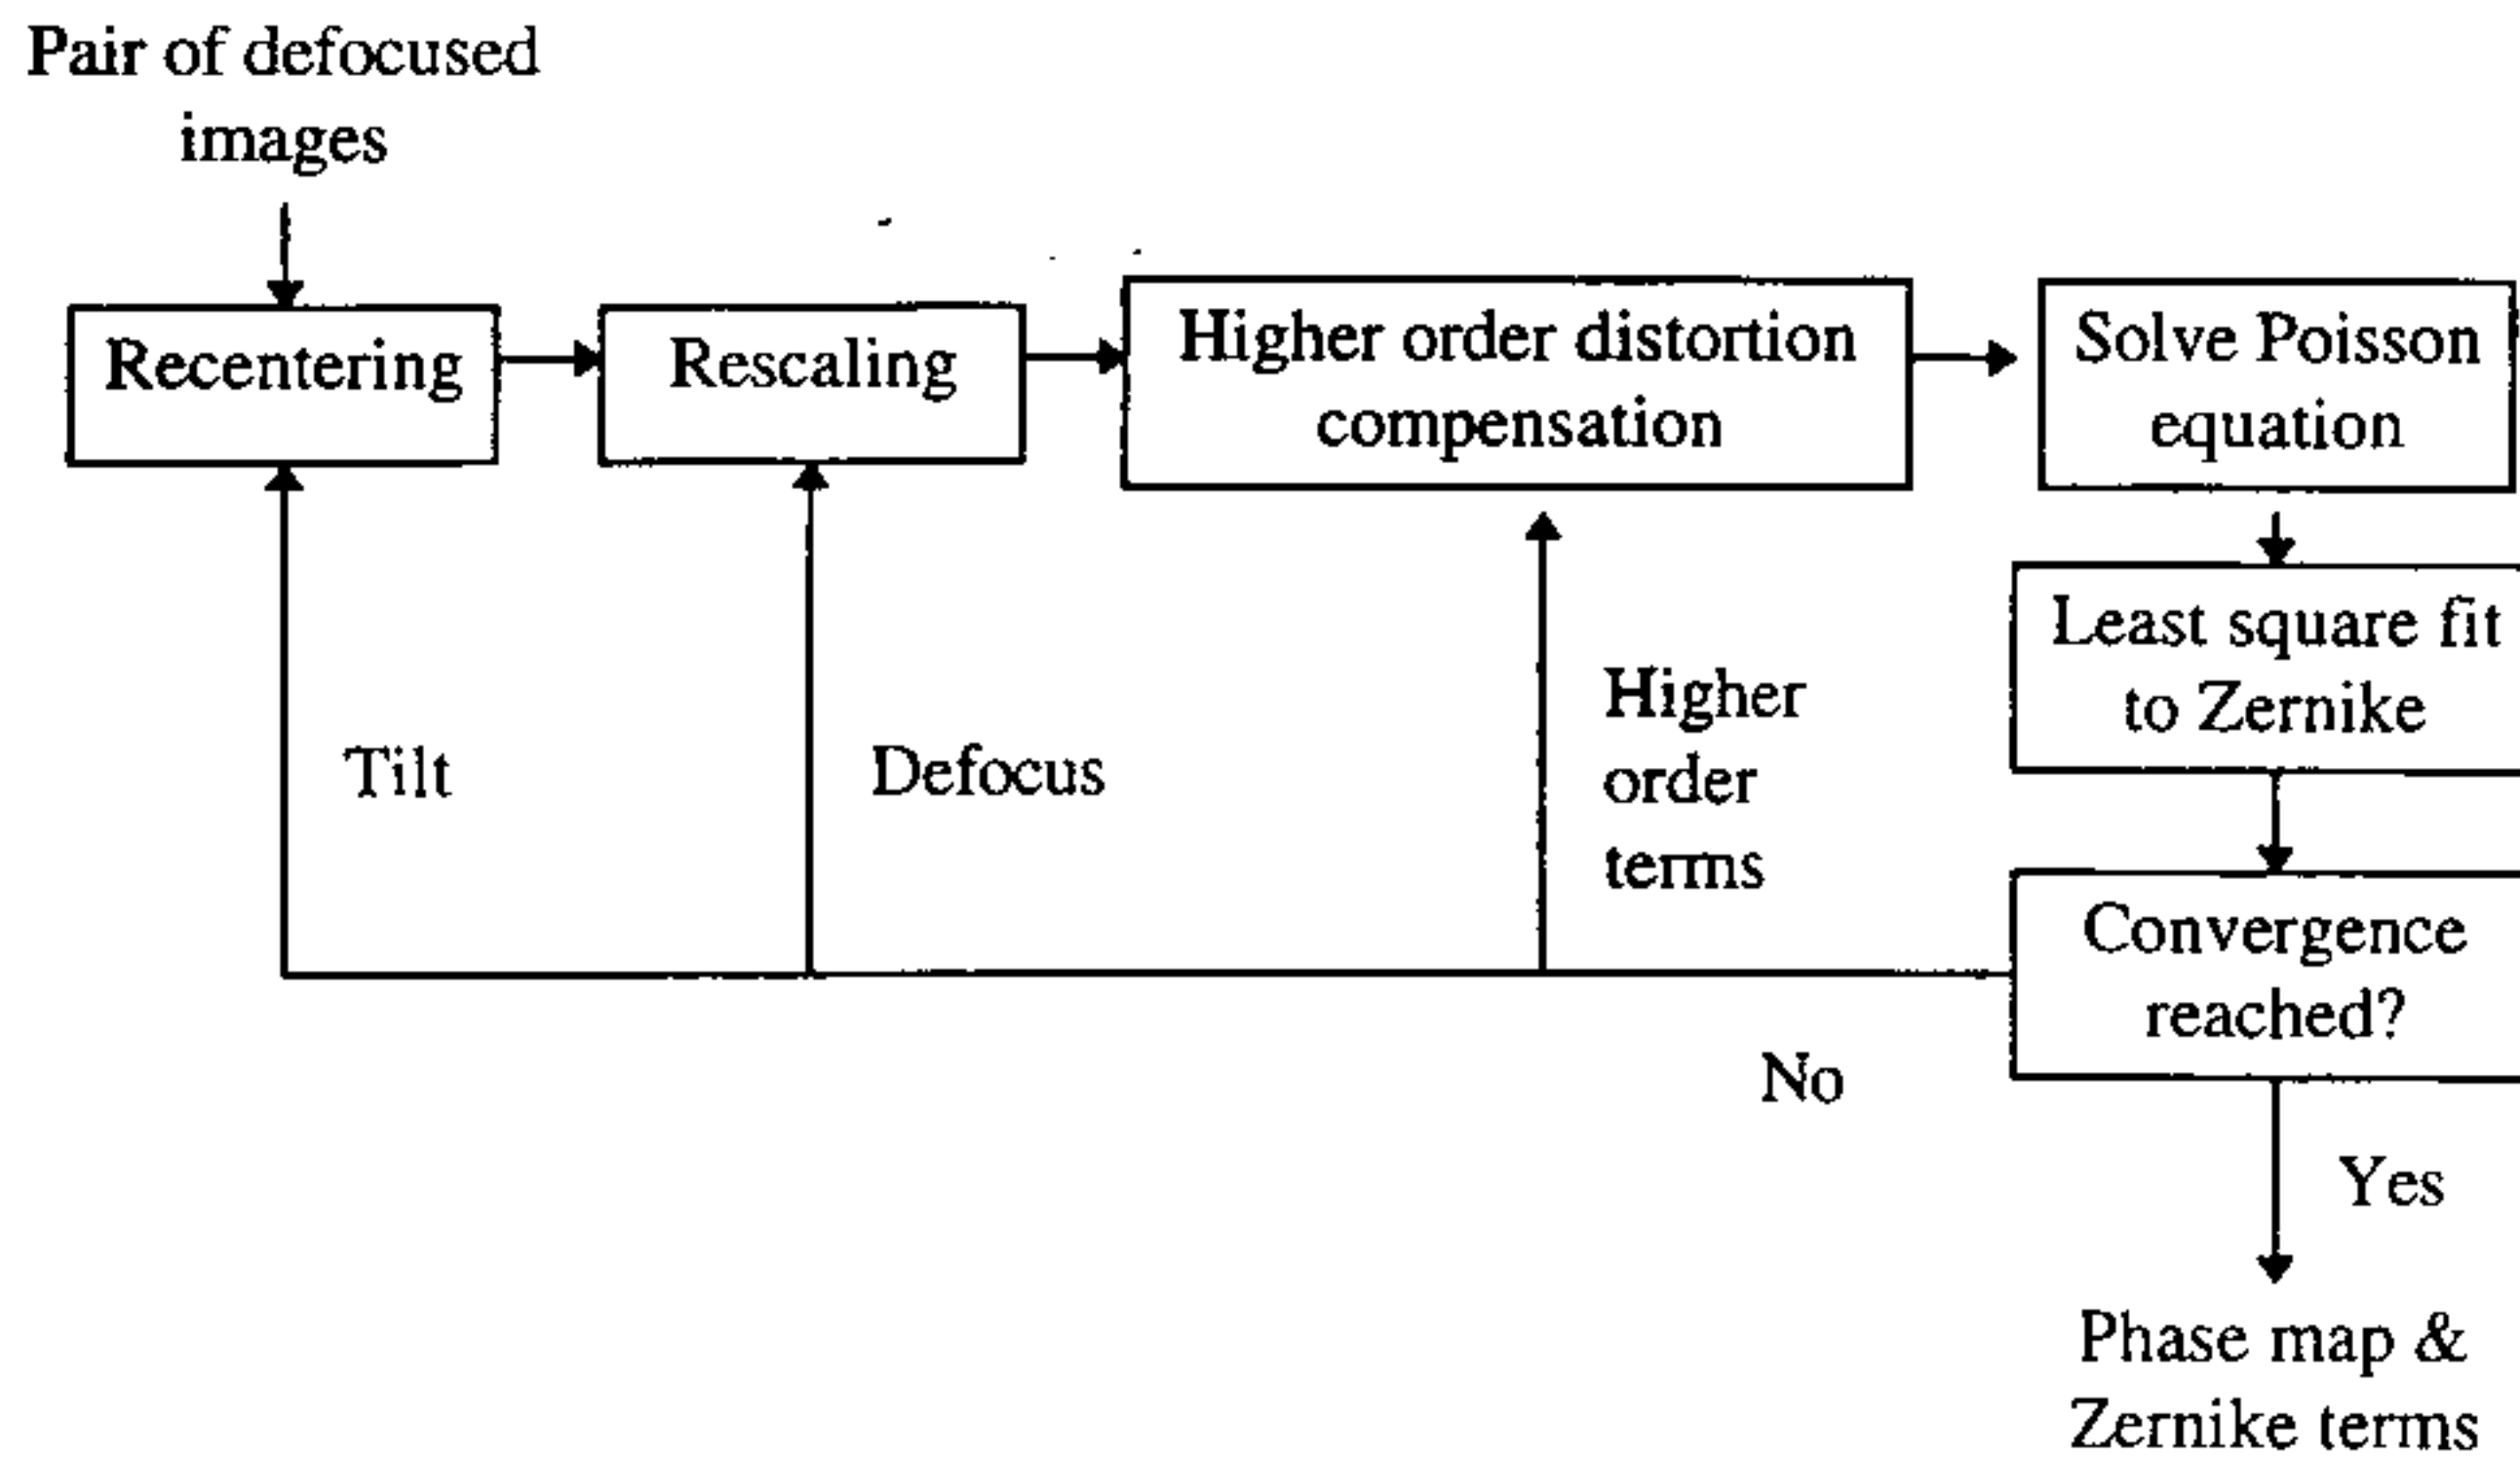 Pair of defocused
images
Recentering
Rescaling
Higher order distortion
compensation
Solve Poisson
equation
Least square fit
to Zernike
Tilt
Defocus
Higher
order
terms
Convergence
reached?
No
Yes
Phase map &
Zernike terms